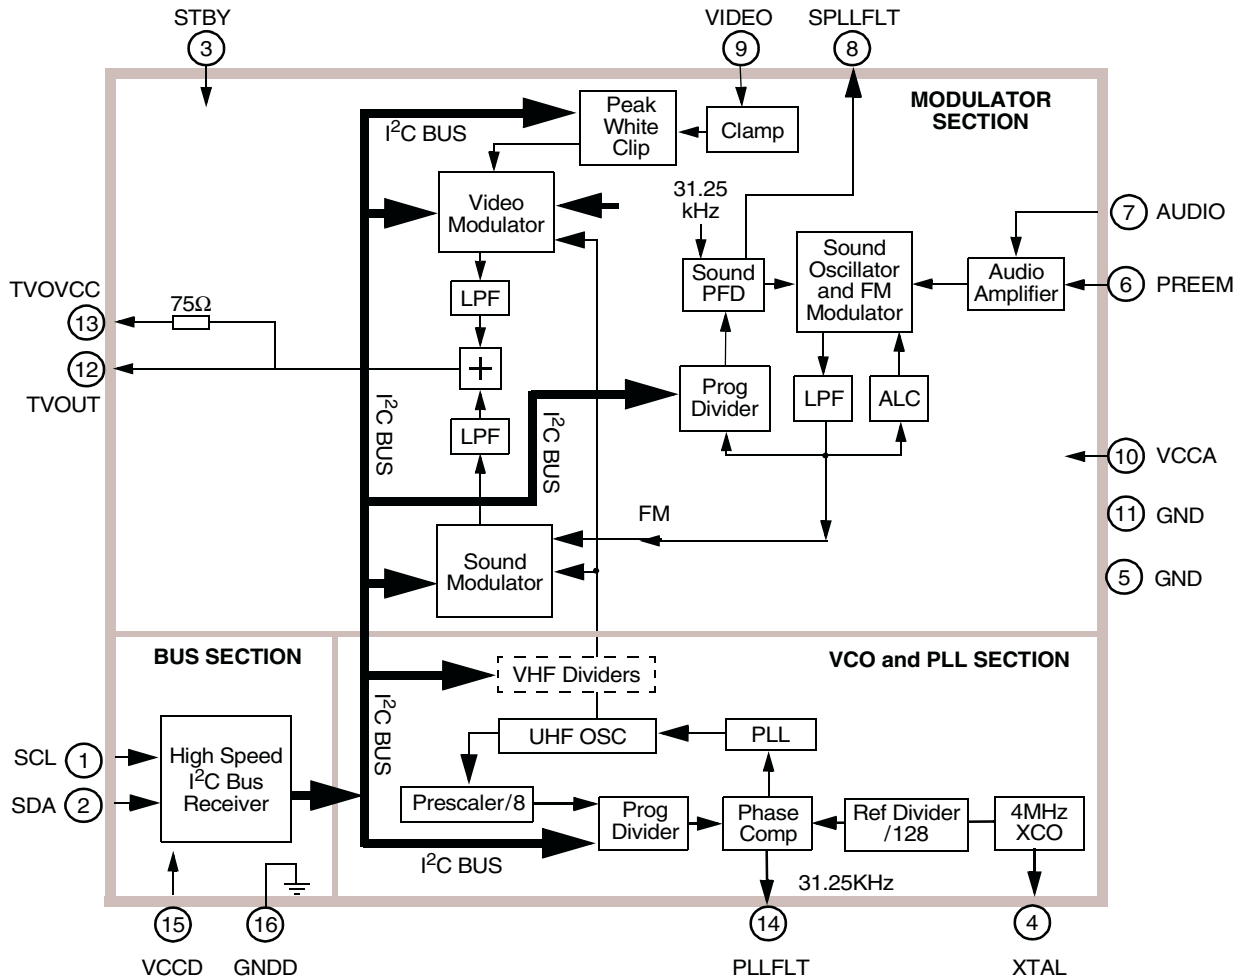 STBY
3
VIDEO
9
SPLLFLT
8
MODULATOR
SECTION
I²C BUS
Peak
White
Clip
Clamp
Video
Modulator
31.25
kHz
7
AUDIO
Sound
PFD
Sound
Oscillator
and FM
Modulator
Audio
Amplifier
6
PREEM
TVOVCC
13
75Ω
LPF
12
TVOUT
+
Prog
Divider
LPF
ALC
I²C BUS
LPF
I²C BUS
10
VCCA
FM
11
GND
Sound
Modulator
5
GND
BUS SECTION
VCO and PLL SECTION
VHF Dividers
I²C BUS
UHF OSC
PLL
SCL
1
SDA
2
High Speed
I²C Bus
Receiver
Prescaler/8
Prog
Divider
Phase
Comp
Ref Divider
/128
4MHz
XCO
I²C BUS
31.25KHz
15
VCCD
16
GNDD
14
PLLFLT
4
XTAL